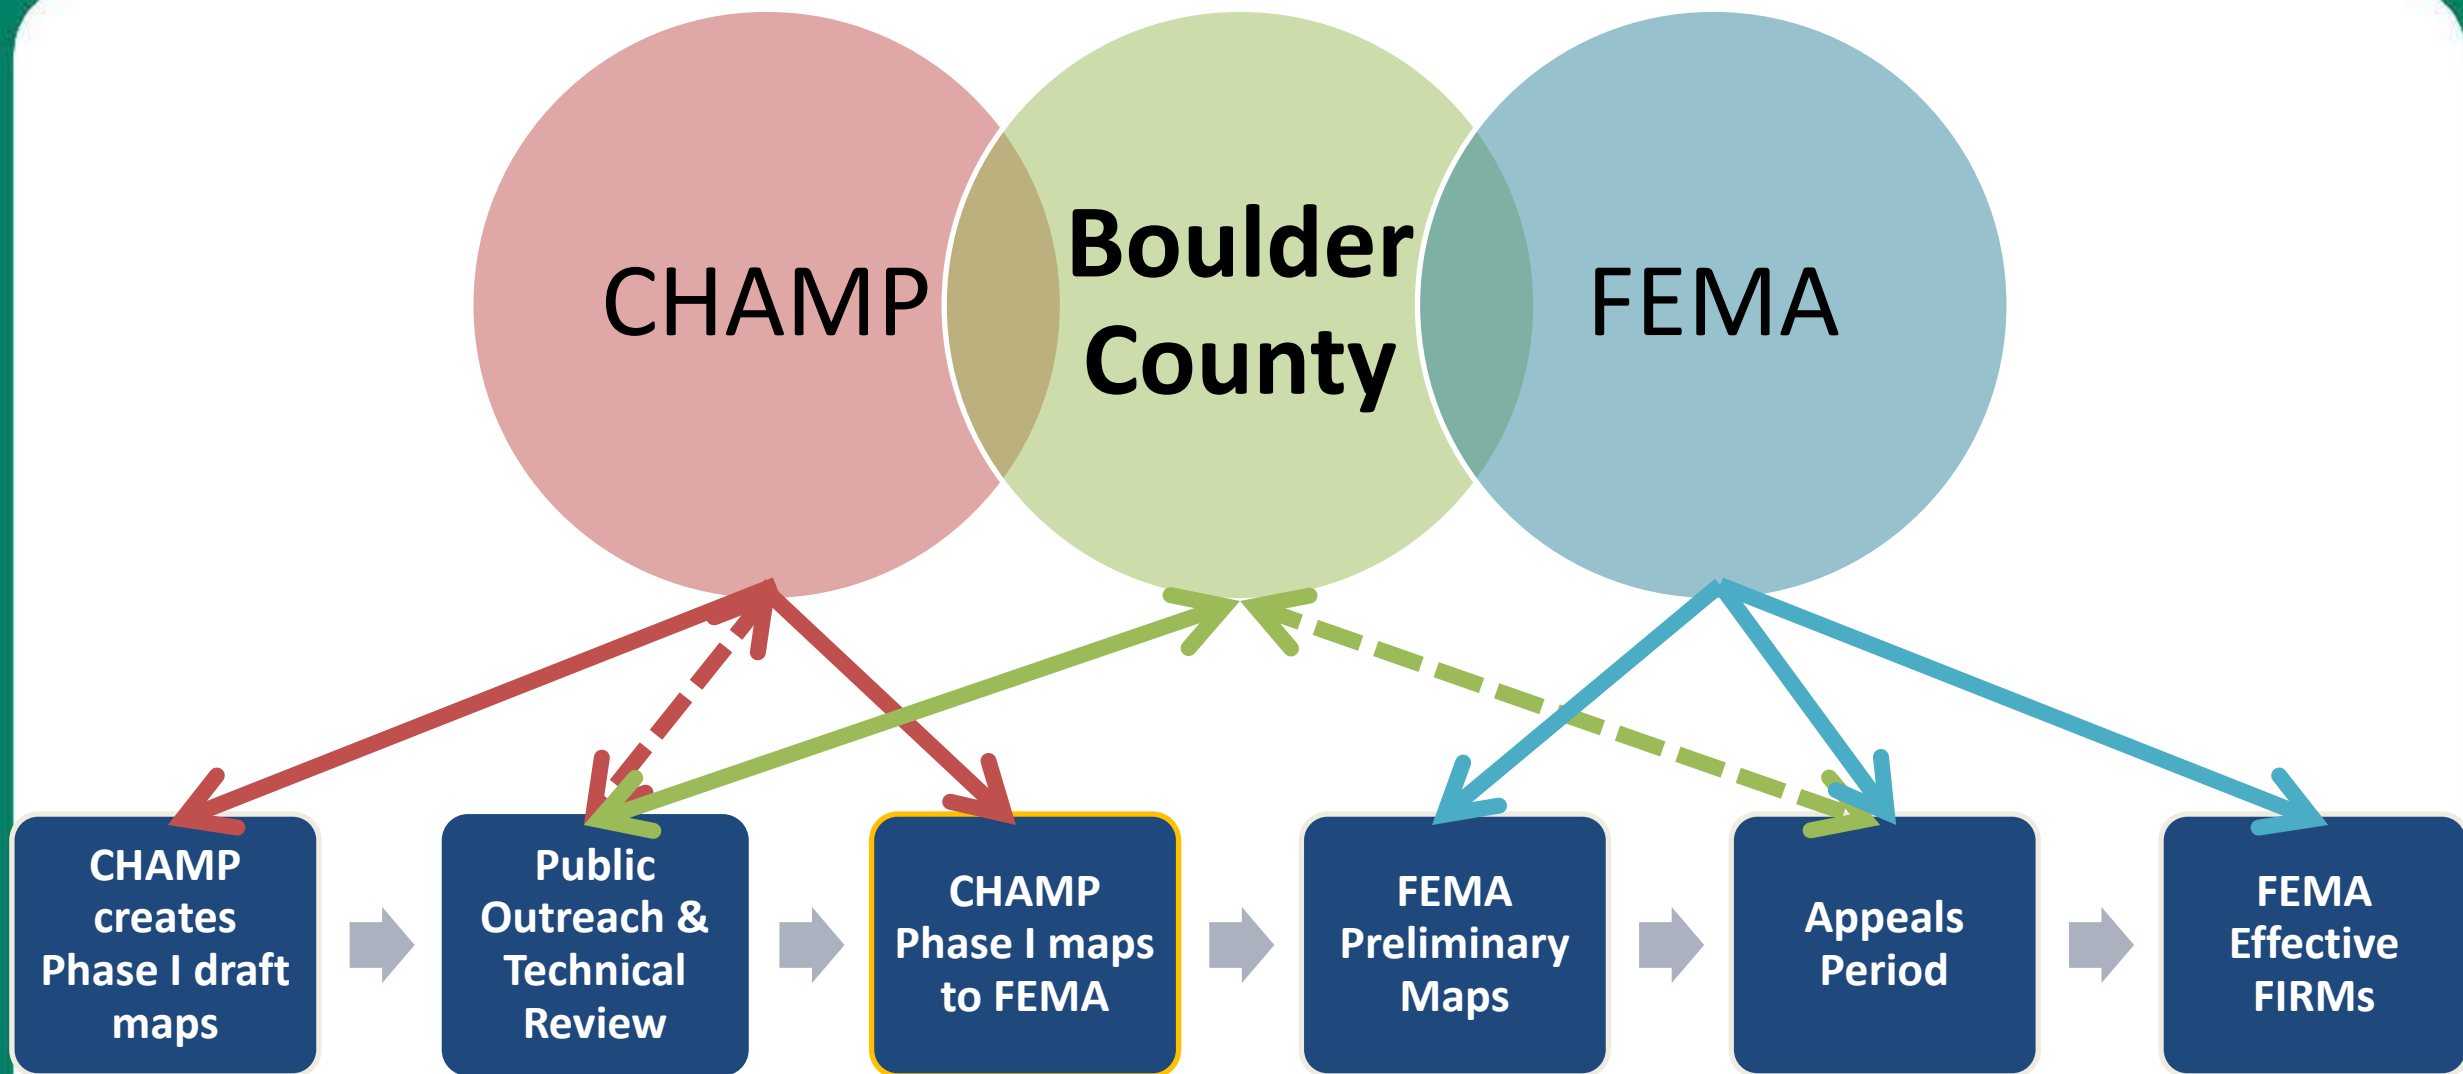 CHAMP
Boulder
County
FEMA
CHAMP
creates
Phase I draft
maps
Public
Outreach &
Technical
Review
CHAMP
Phase I maps
to FEMA
FEMA
Preliminary
Maps
Appeals
Period
FEMA
Effective
FIRMs